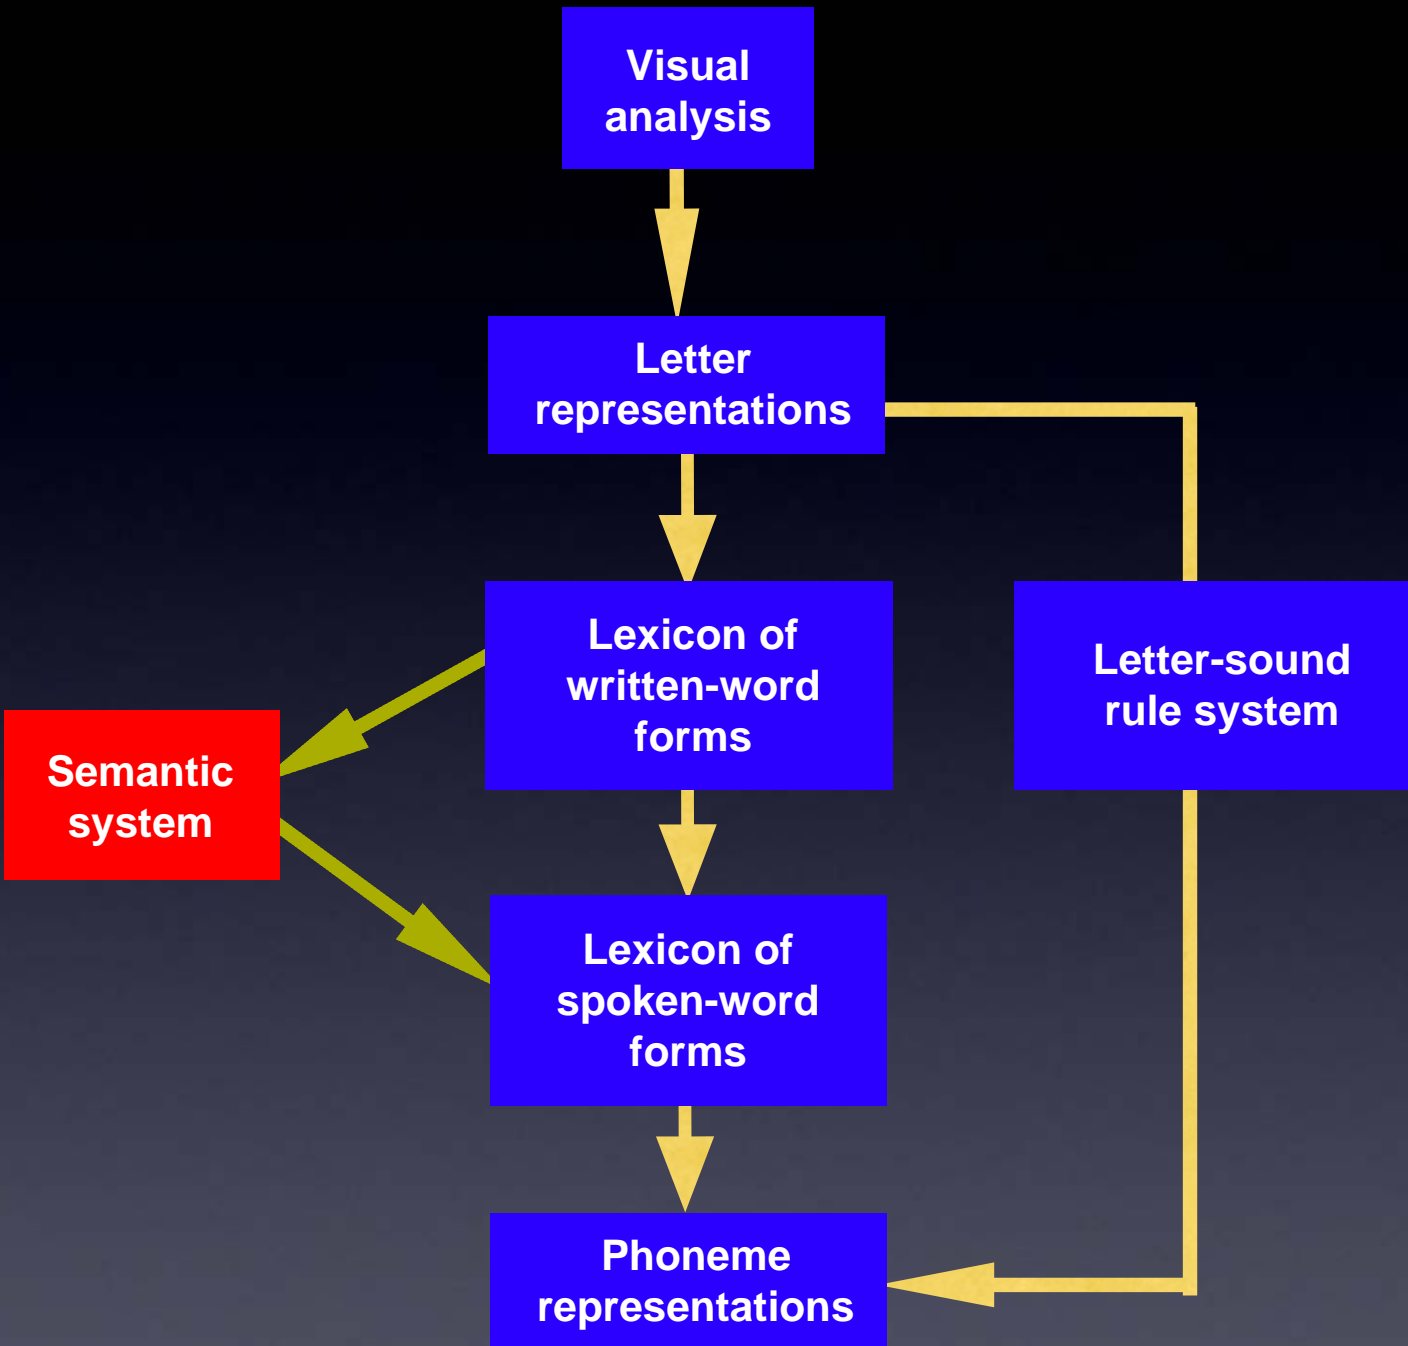 Visual
analysis
Letter
representations
Lexicon of
written-word
forms
Letter-sound
rule system
Semantic
system
Lexicon of
spoken-word
forms
Phoneme
representations